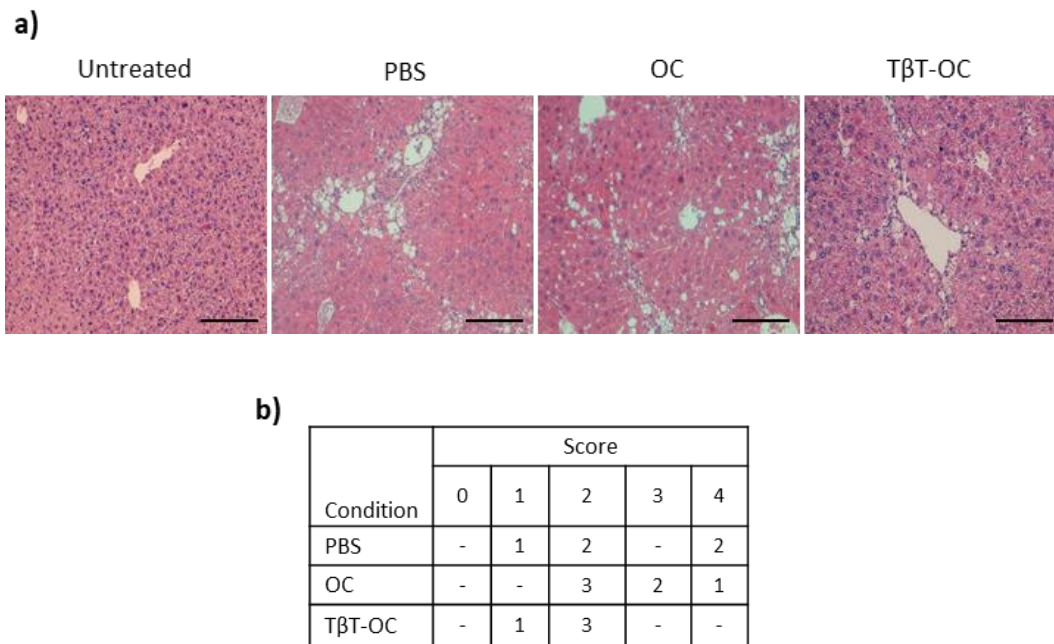 a)
Untreated PBS OC TβT-OC
b)
Score
Condition 0 1 2 3 4
PBS - 1 2 - 2
OC - - 3 2 1
TβT-OC - 1 3 - -